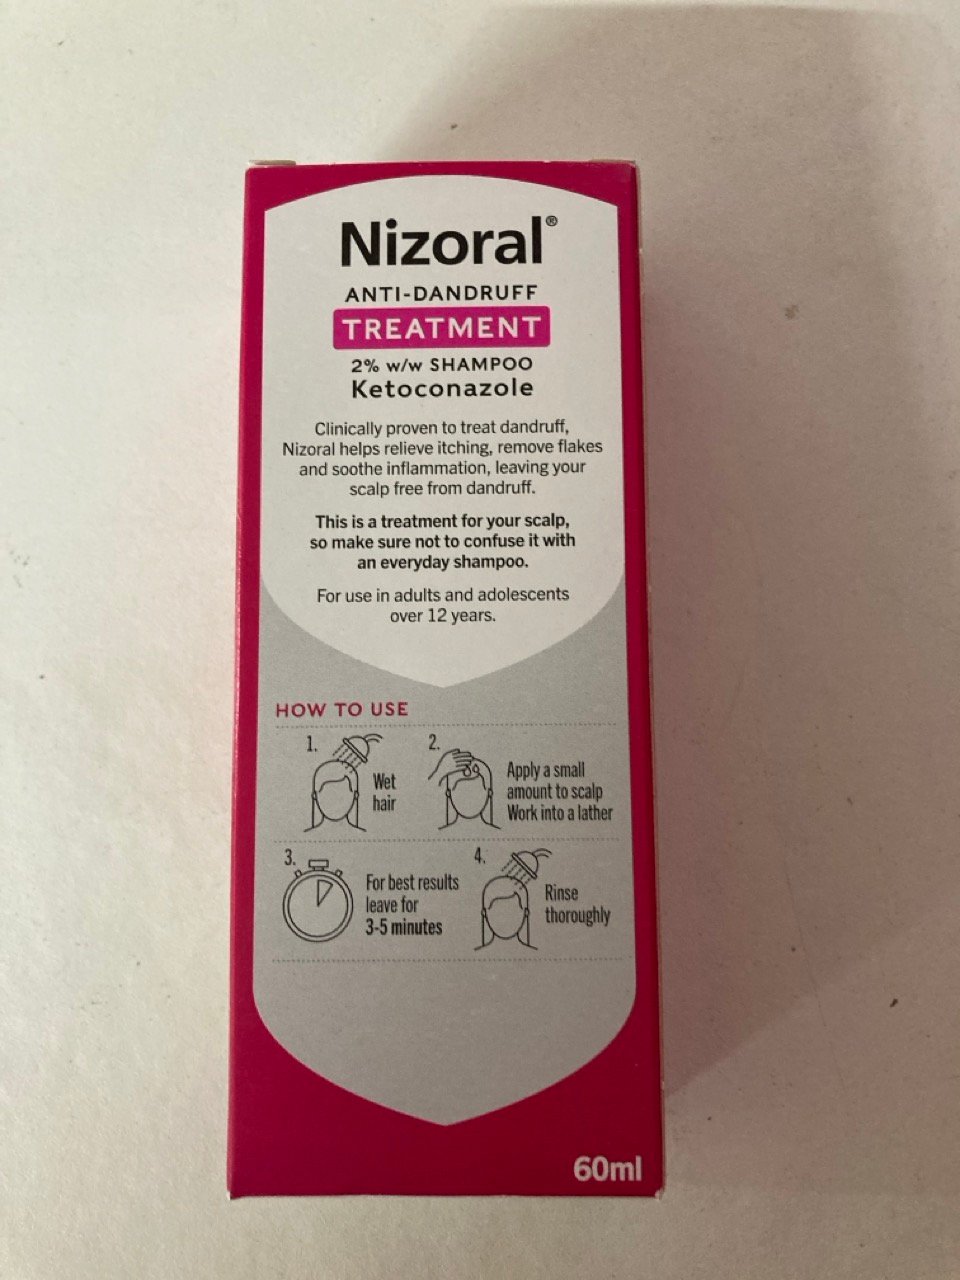 Nizoral®
ANTI-DANDRUFF
TREATMENT
2% w/w SHAMPOO
Ketoconazole
Clinically proven to treat dandruff,
Nizoral helps relieve itching, remove flakes
and soothe inflammation, leaving your
scalp free from dandruff.
This is a treatment for your scalp,
so make sure not to confuse it with
an everyday shampoo.
For use in adults and adolescents
over 12 years.
HOW TO USE
1.
Wet
hair
2.
Apply a small
amount to scalp
Work into a lather
3.
For best results
leave for
3-5 minutes
4.
Rinse
thoroughly
60ml